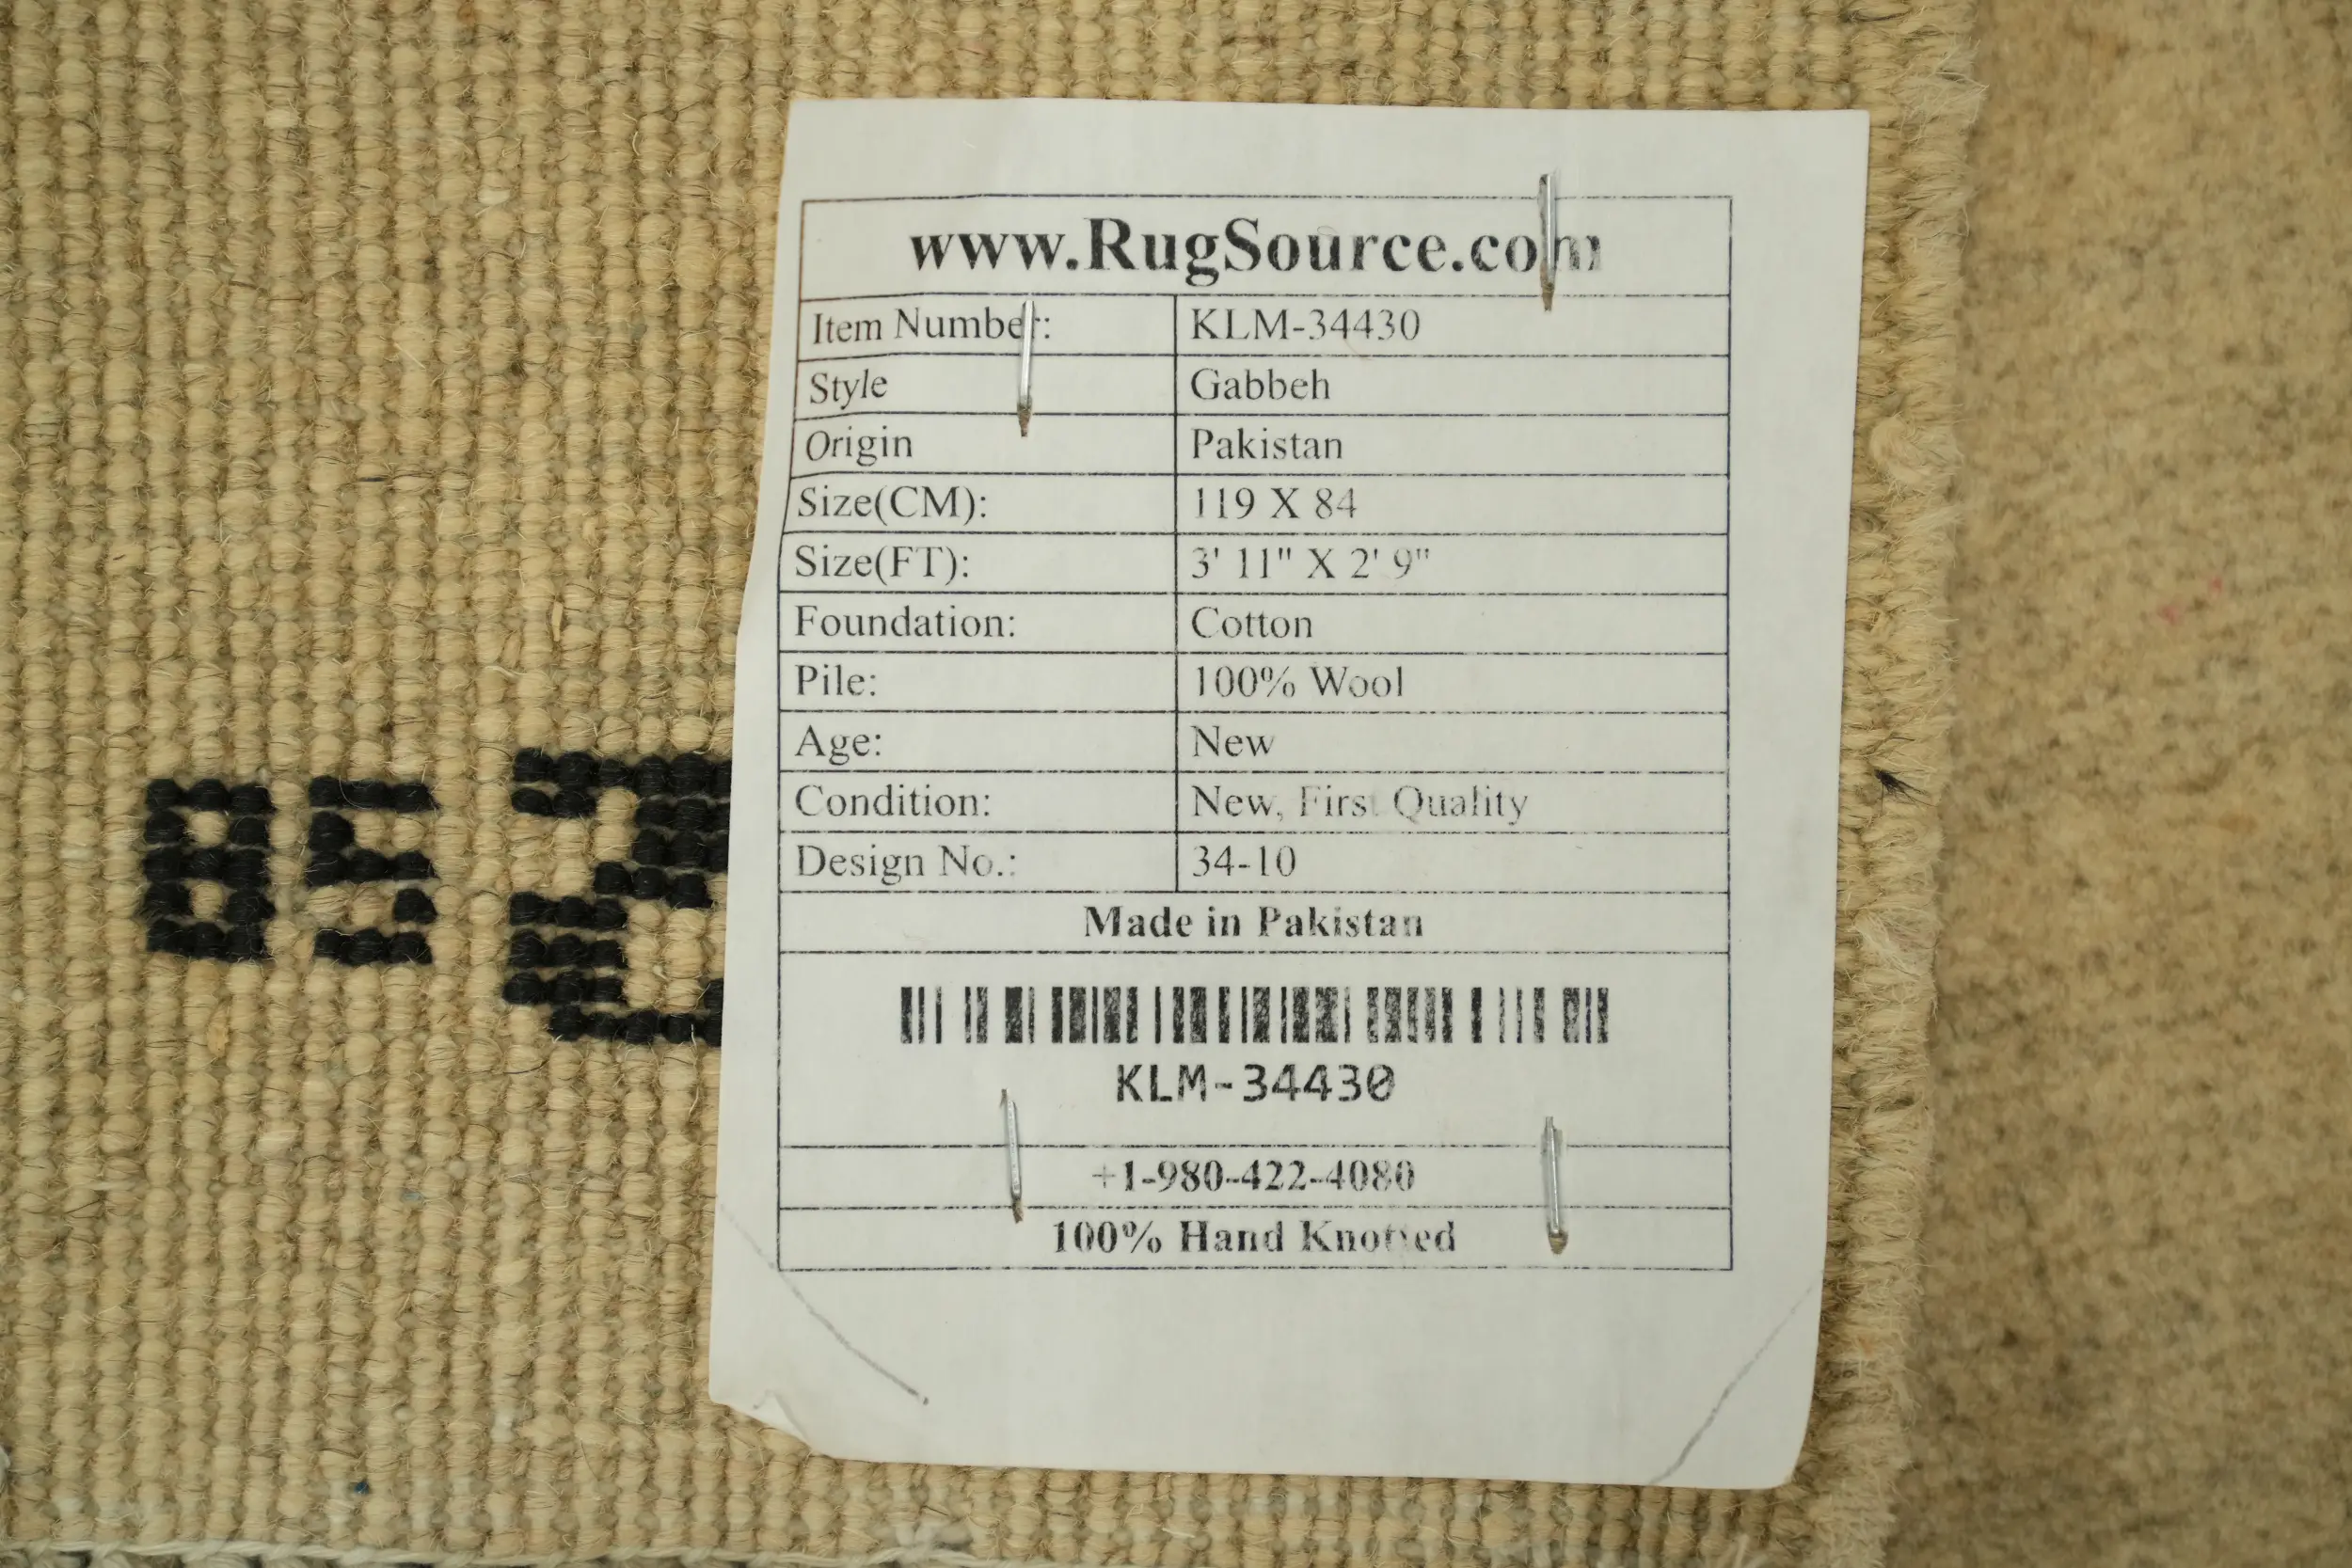 www.RugSource.com
Item Number: KLM-34430
Style Gabbeh
Origin Pakistan
Size(CM): 119 X 84
Size(FT): 3' 11" X 2' 9"
Foundation: Cotton
Pile: 100% Wool
Age: New
Condition: New, First Quality
Design No.: 34-10
Made in Pakistan
KLM-34430
+1-980-422-4080
100% Hand Knotted